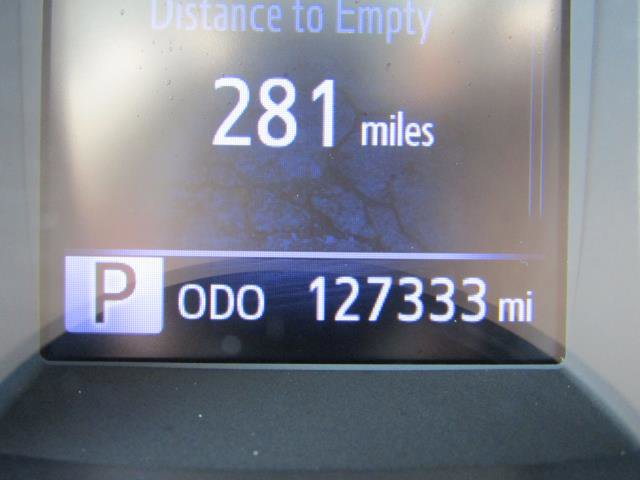 Distance to Empty
281 miles
P ODO 127333 mi